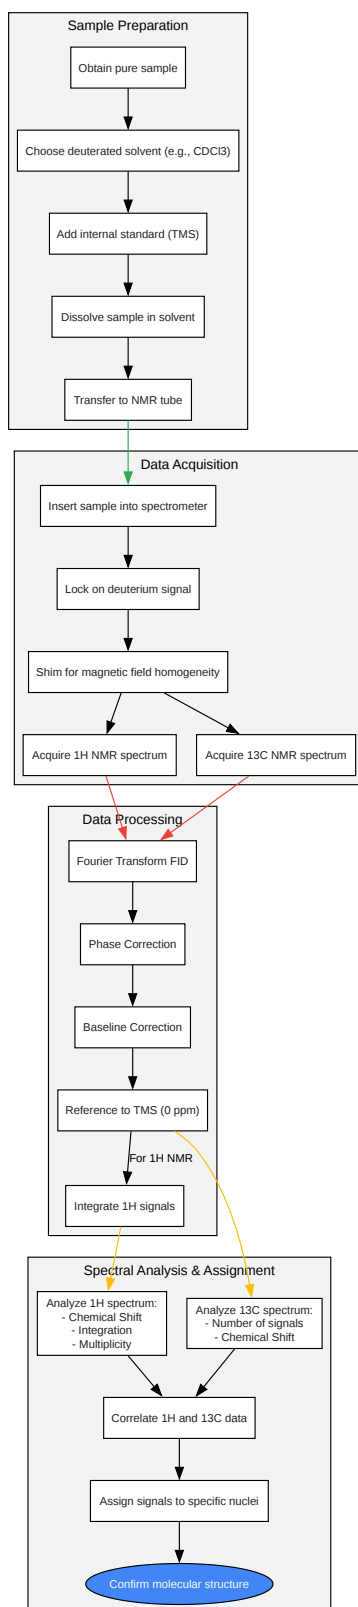 Sample Preparation
Obtain pure sample
Choose deuterated solvent (e.g., CDCl3)
Add internal standard (TMS)
Dissolve sample in solvent
Transfer to NMR tube
Data Acquisition
Insert sample into spectrometer
Lock on deuterium signal
Shim for magnetic field homogeneity
Acquire 1H NMR spectrum
Acquire 13C NMR spectrum
Data Processing
Fourier Transform FID
Phase Correction
Baseline Correction
Reference to TMS (0 ppm)
For 1H NMR
Integrate 1H signals
Spectral Analysis & Assignment
Analyze 1H spectrum:
- Chemical Shift
- Integration
- Multiplicity
Analyze 13C spectrum:
- Number of signals
- Chemical Shift
Correlate 1H and 13C data
Assign signals to specific nuclei
Confirm molecular structure